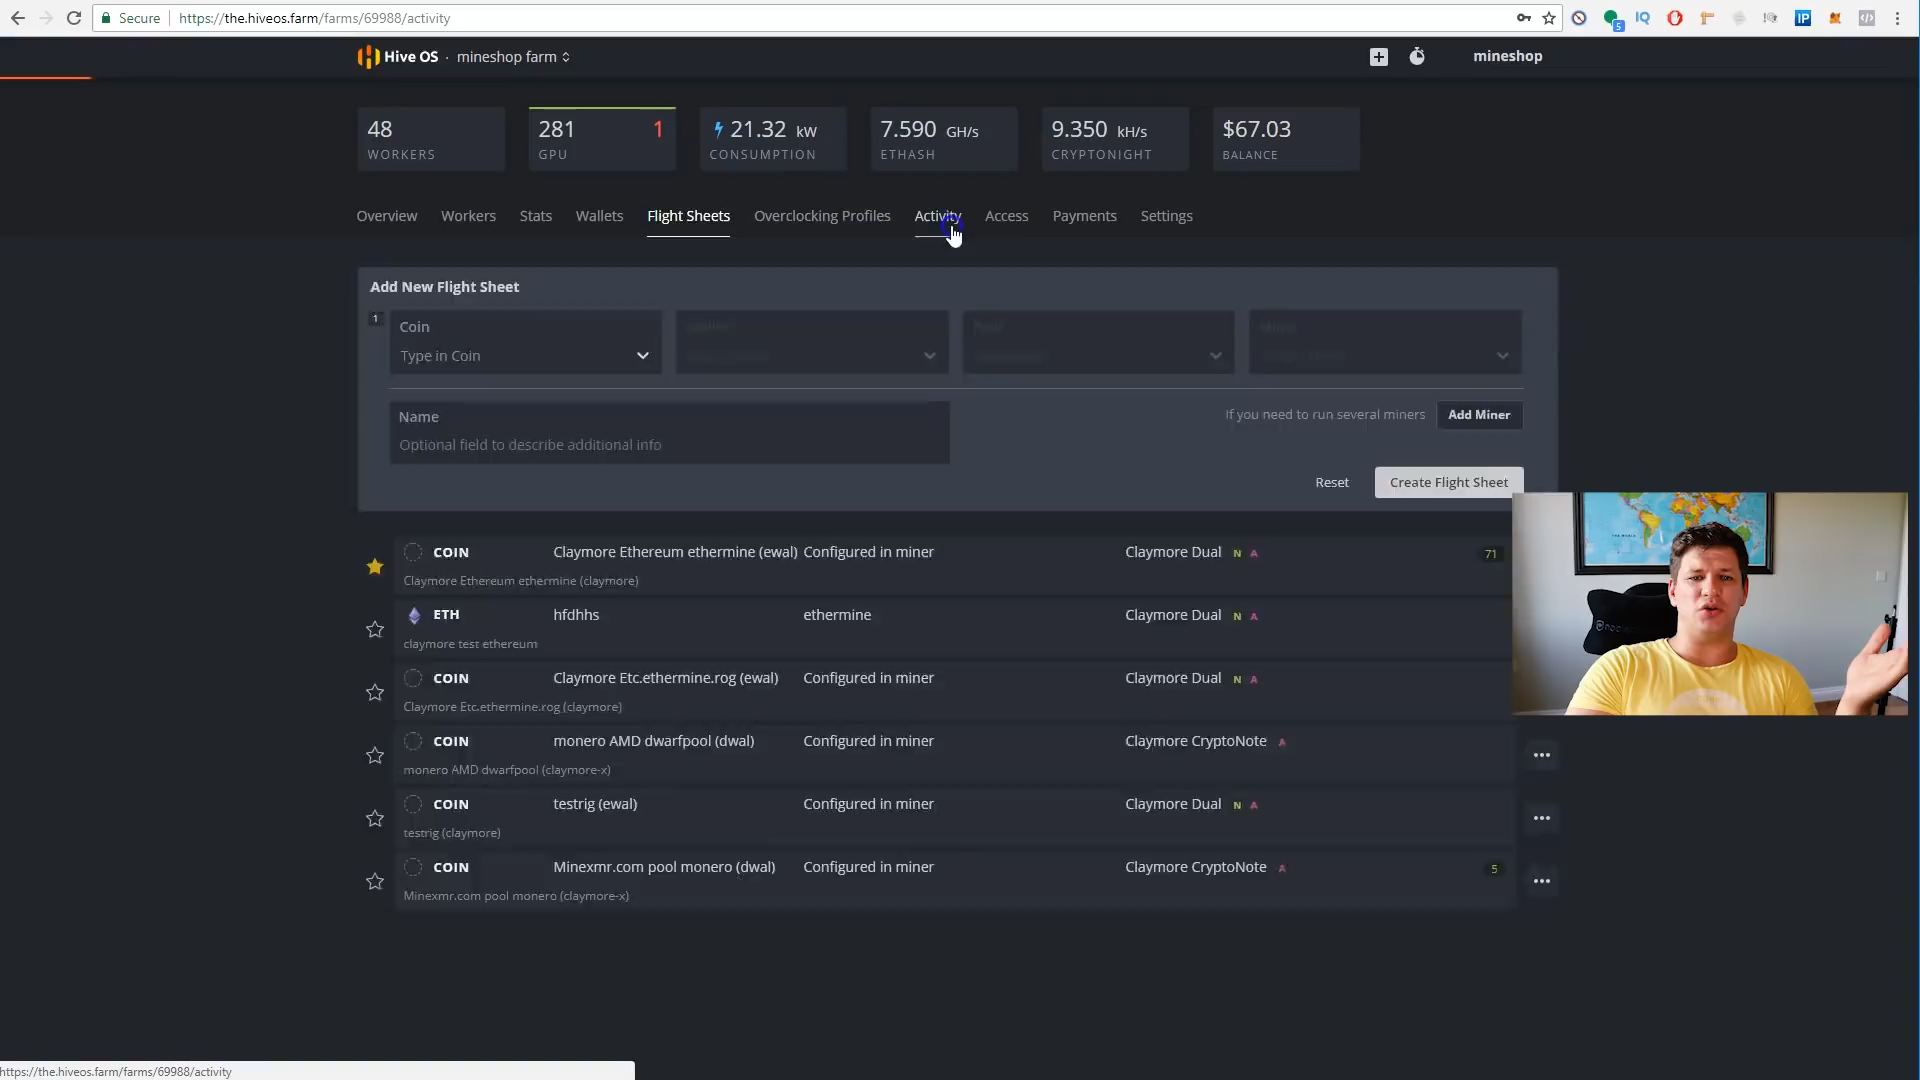 Secure https://the.hiveos.farm/farms/69988/activity
Hive OS · mineshop farm
mineshop
48
WORKERS
281 1
GPU
21.32 kW
CONSUMPTION
7.590 GH/s
ETHASH
9.350 kH/s
CRYPTONIGHT
$67.03
BALANCE
Overview Workers Stats Wallets Flight Sheets Overclocking Profiles Activity Access Payments Settings
Add New Flight Sheet
1
Coin
Type in Coin
Name
Optional field to describe additional info
If you need to run several miners Add Miner
Reset Create Flight Sheet
COIN Claymore Ethereum ethermine (ewal) Configured in miner Claymore Dual N A 71
Claymore Ethereum ethermine (claymore)
ETH hfdhhs ethermine Claymore Dual N A
claymore test ethereum
COIN Claymore Etc.ethermine.rog (ewal) Configured in miner Claymore Dual N A
Claymore Etc.ethermine.rog (claymore)
COIN monero AMD dwarfpool (dwal) Configured in miner Claymore CryptoNote A
monero AMD dwarfpool (claymore-x)
COIN testrig (ewal) Configured in miner Claymore Dual N A
testrig (claymore)
COIN Minexmr.com pool monero (dwal) Configured in miner Claymore CryptoNote A 5
Minexmr.com pool monero (claymore-x)
https://the.hiveos.farm/farms/69988/activity